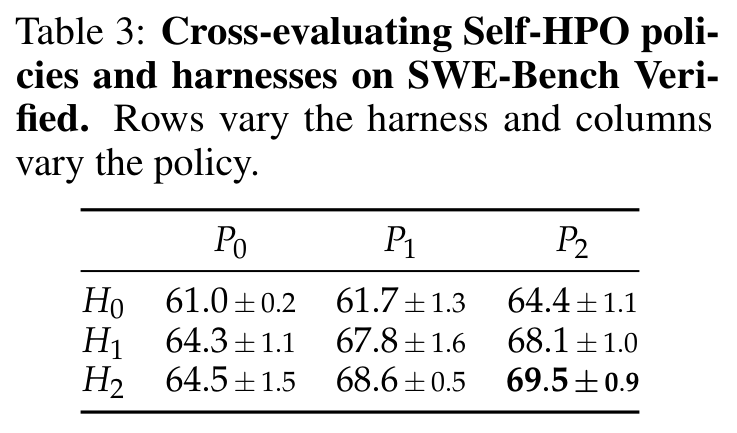 Table 3: Cross-evaluating Self-HPO poli-
cies and harnesses on SWE-Bench Veri-
fied. Rows vary the harness and columns
vary the policy.
P0 P1 P2
H0 61.0 ± 0.2 61.7 ± 1.3 64.4 ± 1.1
H1 64.3 ± 1.1 67.8 ± 1.6 68.1 ± 1.0
H2 64.5 ± 1.5 68.6 ± 0.5 69.5 ± 0.9